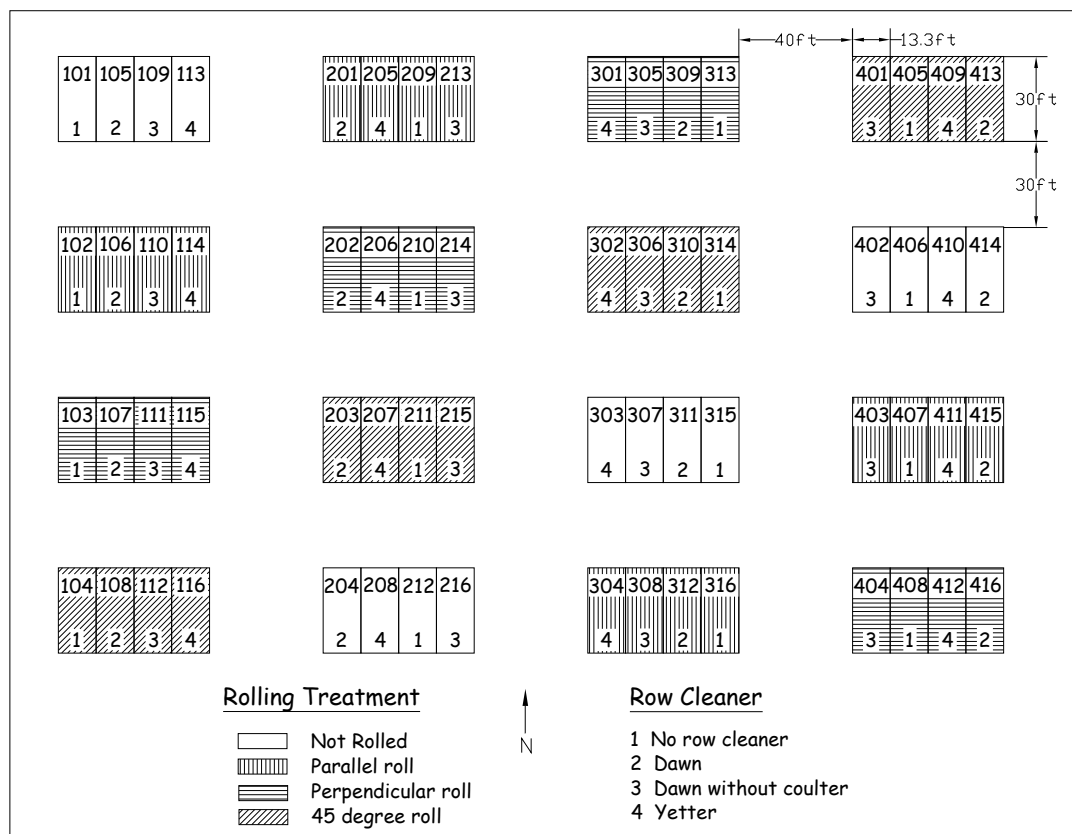 40ft 13.3ft
101 105 109 113 201 205 209 213 301 305 309 313 401 405 409 413
30ft
1 2 3 4 2 4 1 3 4 3 2 1 3 1 4 2
30ft
102 106 110 114 202 206 210 214 302 306 310 314 402 406 410 414
1 2 3 4 2 4 1 3 4 3 2 1 3 1 4 2
103 107 111 115 203 207 211 215 303 307 311 315 403 407 411 415
1 2 3 4 2 4 1 3 4 3 2 1 3 1 4 2
104 108 112 116 204 208 212 216 304 308 312 316 404 408 412 416
1 2 3 4 2 4 1 3 4 3 2 1 3 1 4 2
Rolling Treatment
Not Rolled
Parallel roll
Perpendicular roll
45 degree roll
N
Row Cleaner
1 No row cleaner
2 Dawn
3 Dawn without coulter
4 Yetter